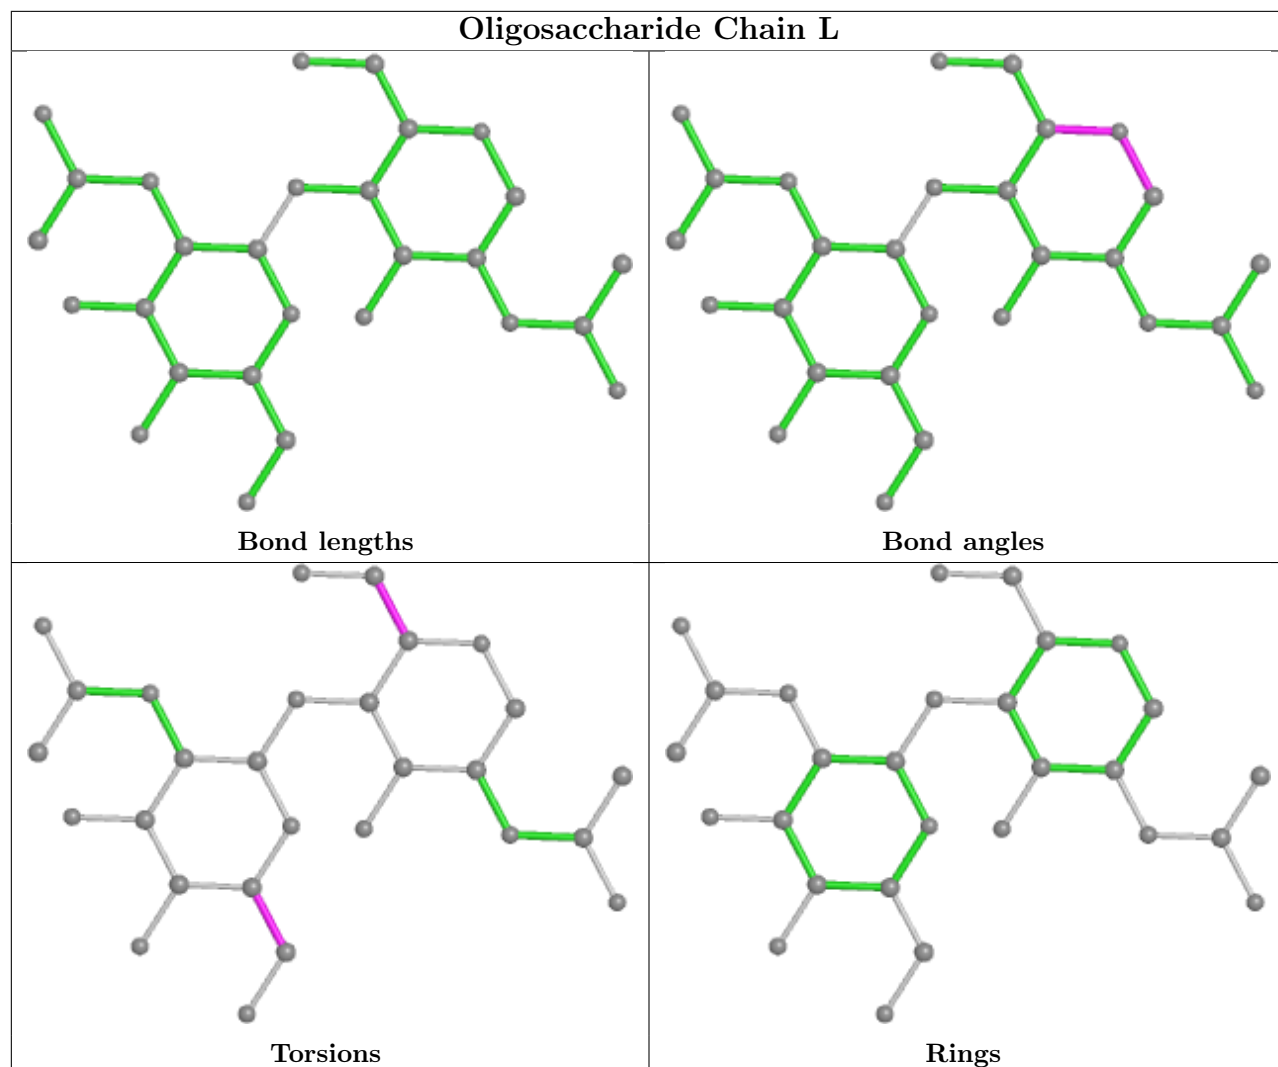 Oligosaccharide Chain L
Bond lengths
Bond angles
Torsions
Rings